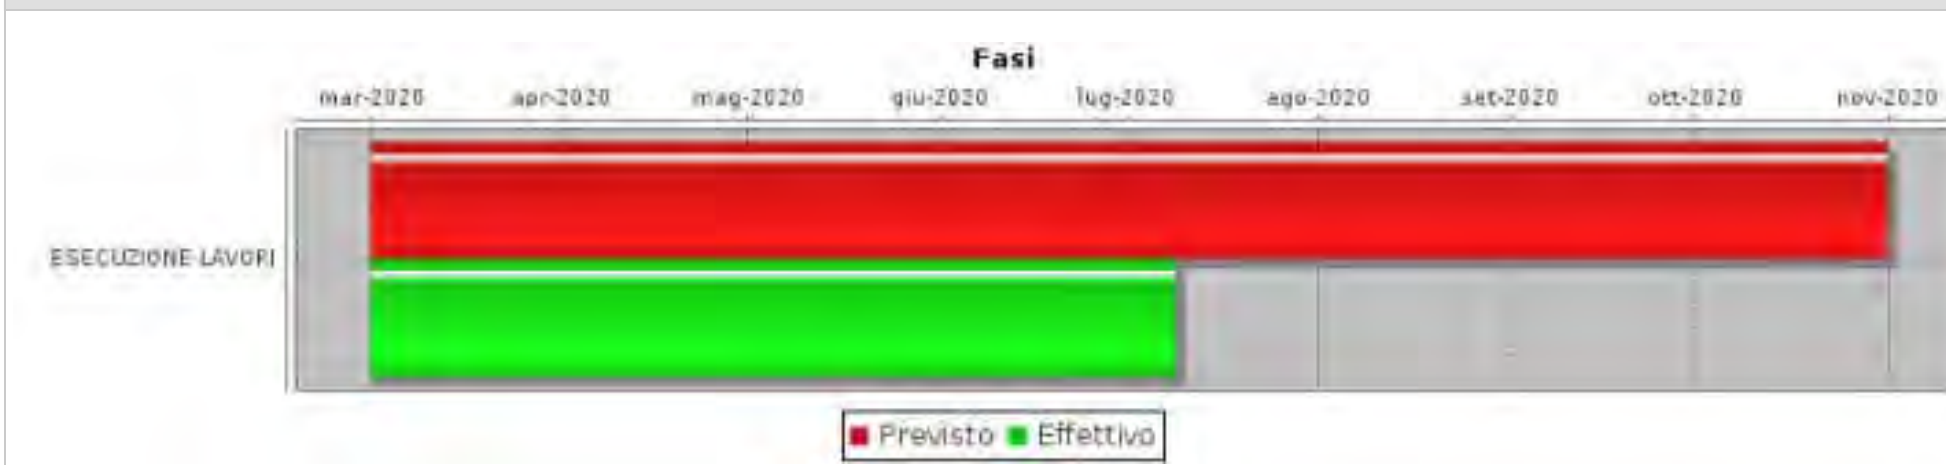 Fasi
mar-2020 apr-2020 mag-2020 giu-2020 lug-2020 ago-2020 set-2020 ott-2020 nov-2020
ESECUZIONE LAVORI
Previsto Effettivo